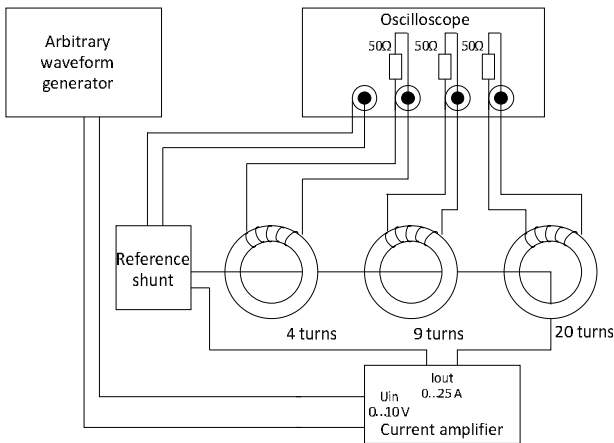 Arbitrary
waveform
generator
Oscilloscope
50Ω
50Ω
50Ω
Reference
shunt
4 turns
9 turns
20 turns
Iout
0...25 A
Uin
0...10 V
Current amplifier